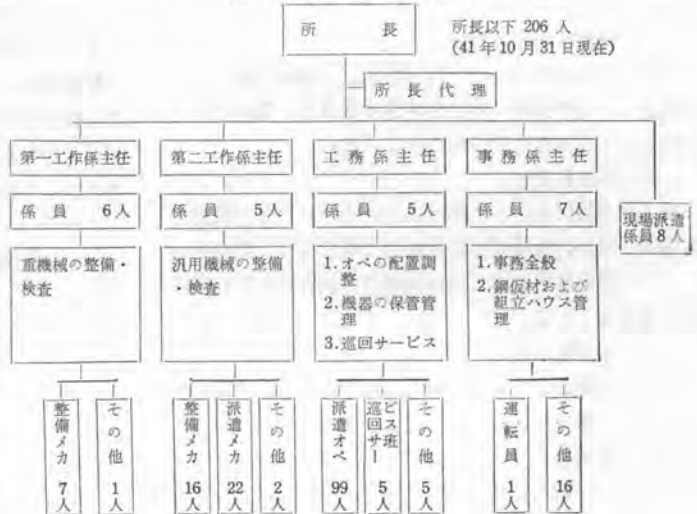 所長
所長以下 206 人
(41年10月31日現在)
所長代理
第一工作係主任
第二工作係主任
工務係主任
事務係主任
係員 6人
係員 5人
係員 5人
係員 7人
現場派遣
係員8人
重機械の整備・
検査
汎用機械の整備
・検査
1.オペの配置調
整
2.機器の保管管
理
3.巡回サービス
1.事務全般
2.鋼仮材および
組立ハウス管
理
整備メカ 7人
その他 1人
整備メカ 16人
派遣メカ 22人
その他 2人
派遣オペ 99人
巡回サー
ビス班 5人
その他 5人
運転員 1人
その他 16人